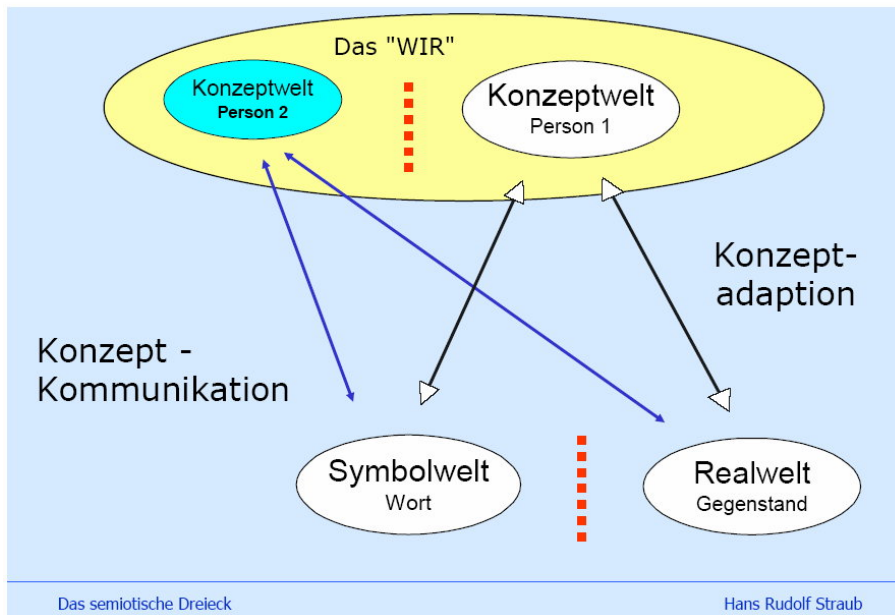 Das "WIR"
Konzeptwelt
Person 2
Konzeptwelt
Person 1
Konzept-
adaption
Konzept -
Kommunikation
Symbolwelt
Wort
Realwelt
Gegenstand
Das semiotische Dreieck
Hans Rudolf Straub